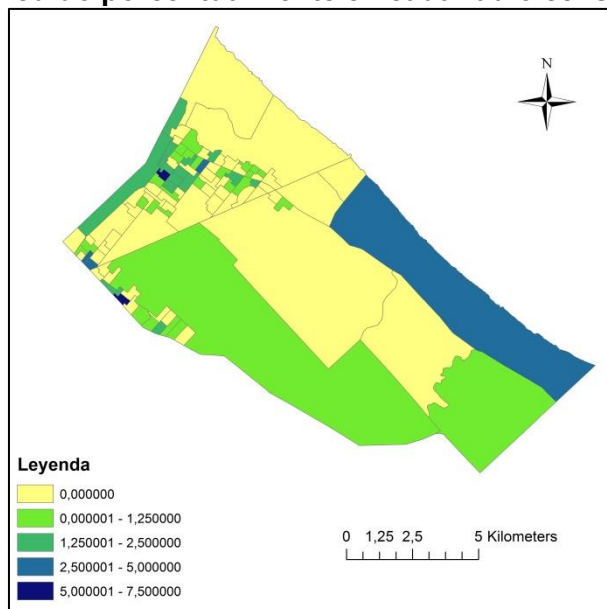 N
Leyenda
0,000000
0,000001 - 1,250000
1,250001 - 2,500000
2,500001 - 5,000000
5,000001 - 7,500000
0 1,25 2,5 5 Kilometers